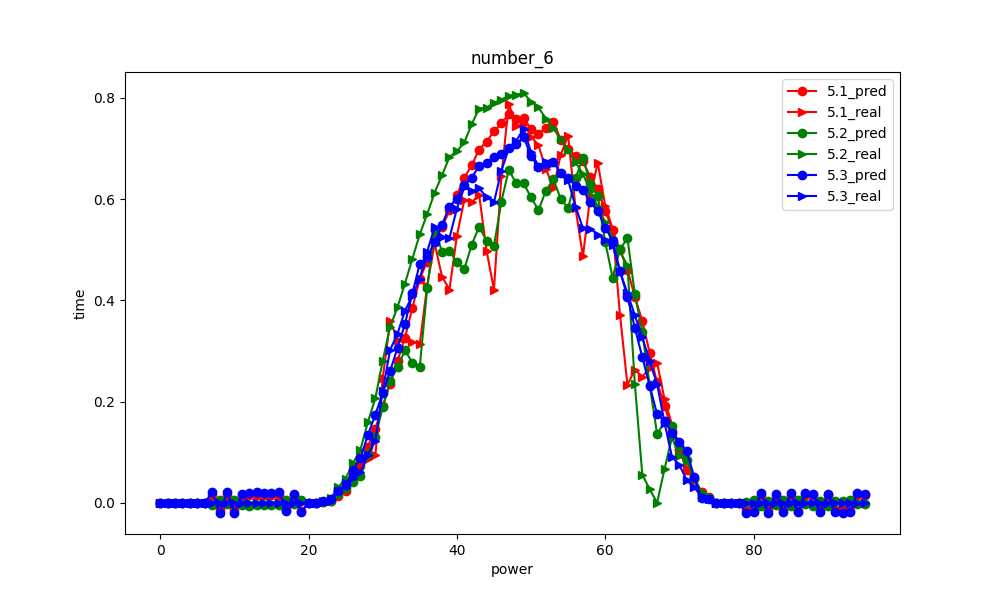 number_6
5.1_pred
5.1_real
5.2_pred
5.2_real
5.3_pred
5.3_real
0.8
0.6
0.4
0.2
0.0
time
0 20 40 60 80
power